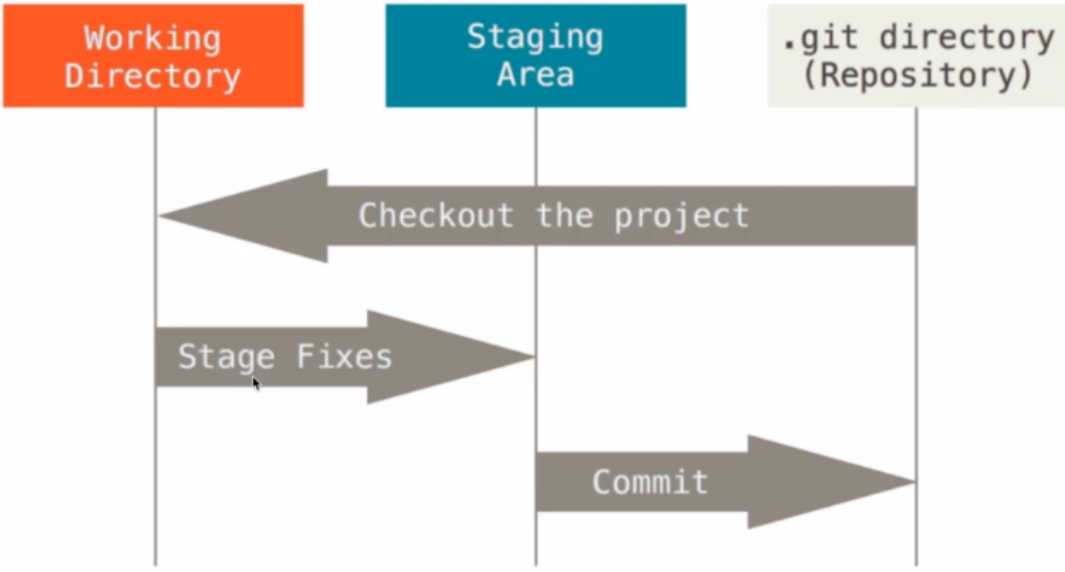 Working
Directory
Staging
Area
.git directory
(Repository)
Checkout the project
Stage Fixes
Commit